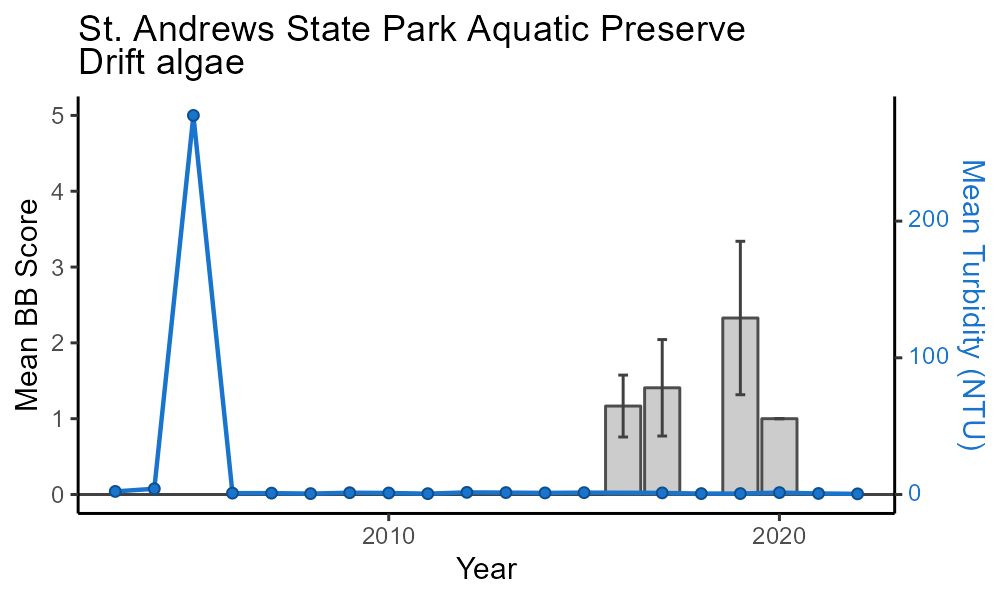 St. Andrews State Park Aquatic Preserve
Drift algae
5
4
3
2
1
0
Mean BB Score
200
100
0
Mean Turbidity (NTU)
2010
2020
Year